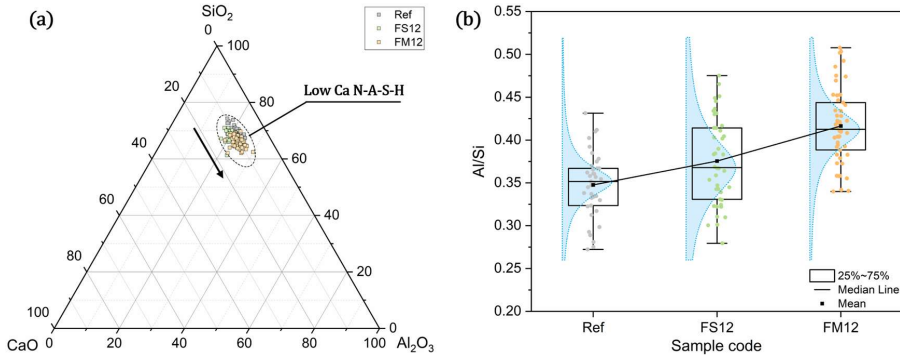 (a)
SiO₂
0
100
20
80
40
60
60
40
80
20
100
0
CaO
0
20
40
60
80
100
Al₂O₃
Ref
FS12
FM12
Low Ca N-A-S-H
(b)
Al/Si
0.55
0.50
0.45
0.40
0.35
0.30
0.25
0.20
Ref
FS12
FM12
Sample code
25%~75%
Median Line
Mean